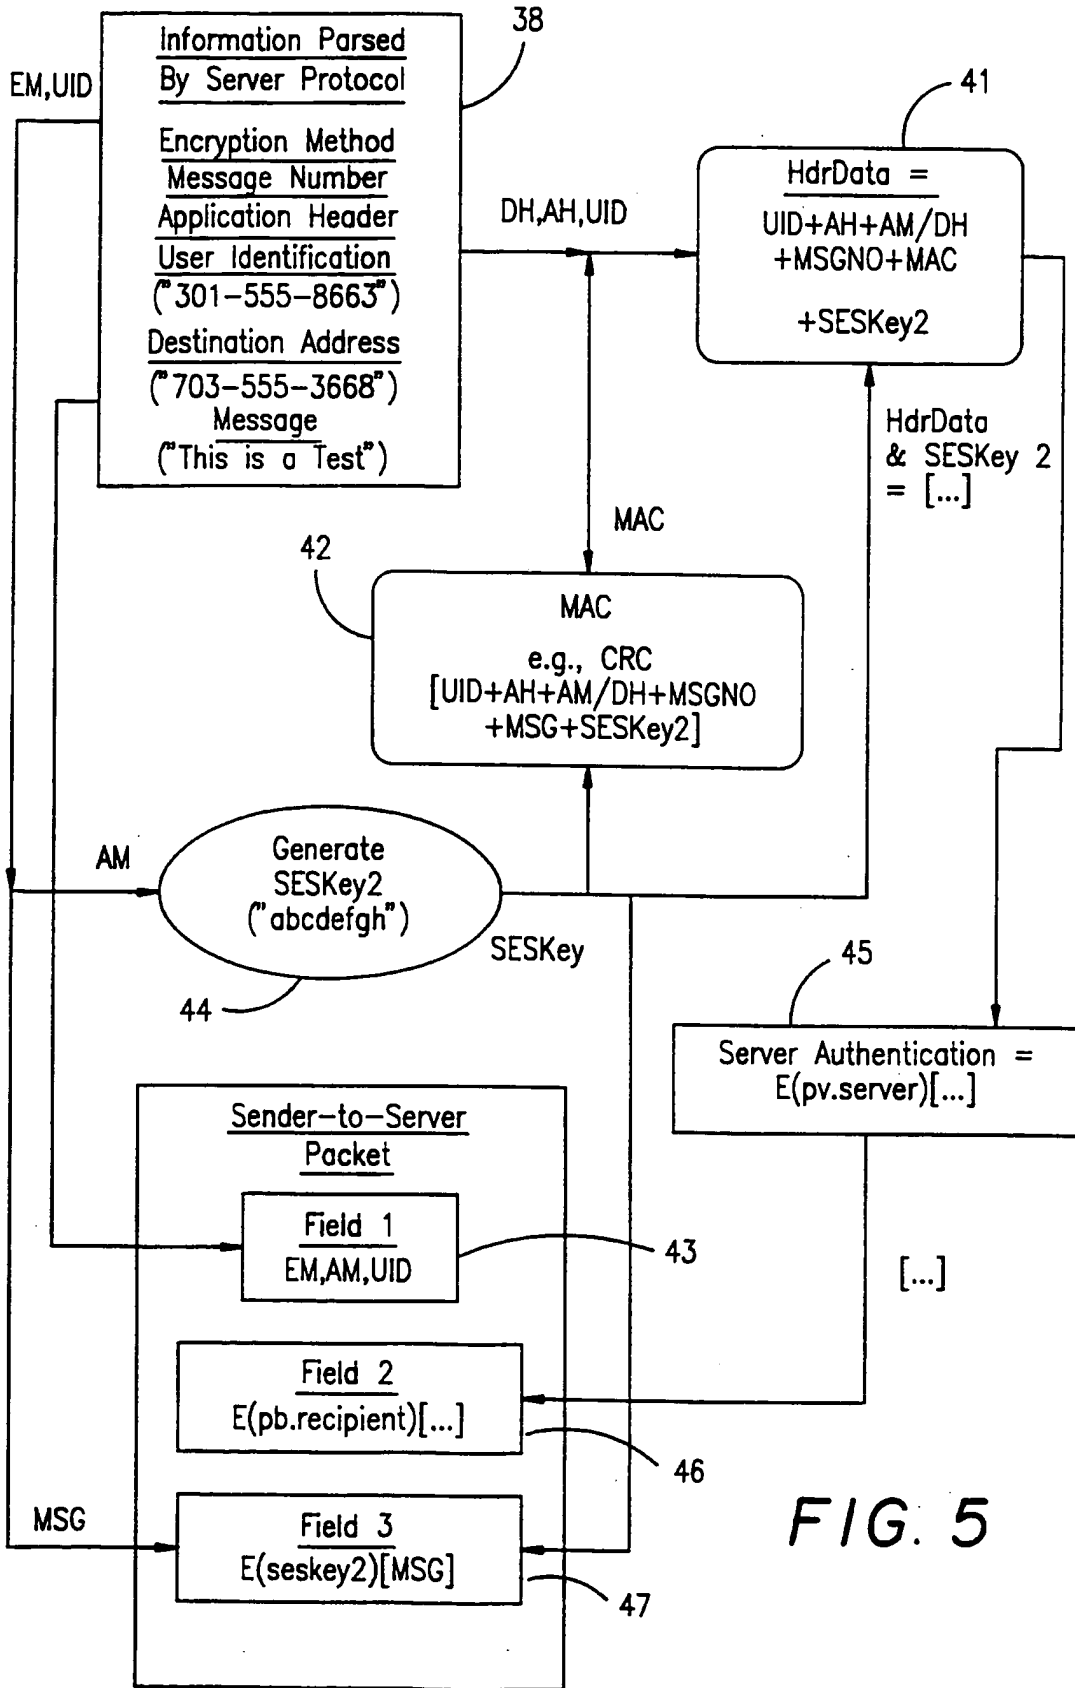 Information Parsed
By Server Protocol
Encryption Method
Message Number
Application Header
User Identification
("301-555-8663")
Destination Address
("703-555-3668")
Message
("This is a Test")
38
EM,UID
DH,AH,UID
41
HdrData =
UID+AH+AM/DH
+MSGNO+MAC
+SESKey2
HdrData
& SESKey 2
= [...]
MAC
42
MAC
e.g., CRC
[UID+AH+AM/DH+MSGNO
+MSG+SESKey2]
AM
Generate
SESKey2
("abcdefgh")
SESKey
44
45
Server Authentication =
E(pv.server)[...]
Sender-to-Server
Packet
Field 1
EM,AM,UID
43
[...]
Field 2
E(pb.recipient)[...]
46
MSG
Field 3
E(seskey2)[MSG]
47
FIG. 5